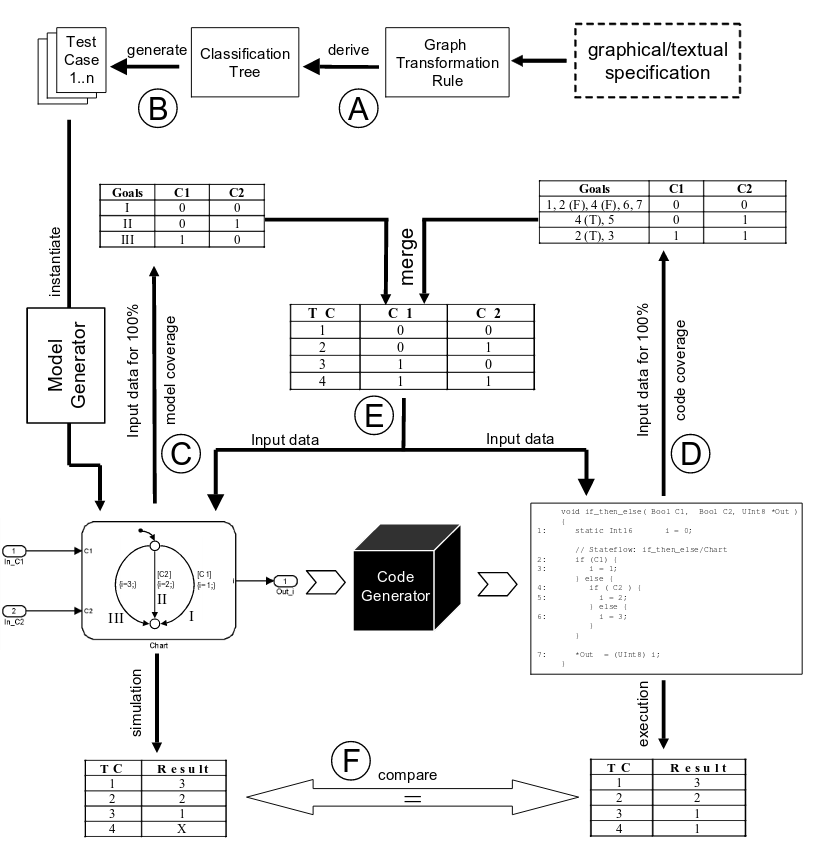 Test
Case
1..n
generate
Classification
Tree
derive
Graph
Transformation
Rule
graphical/textual
specification
B
A
Goals C1 C2
I 0 0
II 0 1
III 1 0
Goals C1 C2
1, 2 (F), 4 (F), 6, 7 0 0
4 (T), 5 0 1
2 (T), 3 1 1
instantiate
merge
Model
Generator
Input data for 100%
model coverage
T C C 1 C 2
1 0 0
2 0 1
3 1 0
4 1 1
Input data for 100%
code coverage
C
E
D
Input data
Input data
1
In_C1
2
In_C2
C1
C2
{i=3;}
[C2]
{i=2;}
[C1]
{i=1;}
III
II
I
Chart
1
Out_i
Code
Generator
void if_then_else( Bool C1, Bool C2, UInt8 *Out )
{
1: static Int16 i = 0;
// Stateflow: if_then_else/Chart
2: if (C1) {
3: i = 1;
} else {
4: if ( C2 ) {
5: i = 2;
} else {
6: i = 3;
}
}
7: *Out = (UInt8) i;
}
simulation
execution
T C Result
1 3
2 2
3 1
4 X
F
compare
=
T C Result
1 3
2 2
3 1
4 1